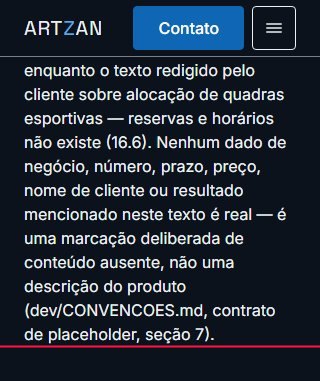 ARTZAN
Contato
enquanto o texto redigido pelo
cliente sobre alocação de quadras
esportivas — reservas e horários
não existe (16.6). Nenhum dado de
negócio, número, prazo, preço,
nome de cliente ou resultado
mencionado neste texto é real — é
uma marcação deliberada de
conteúdo ausente, não uma
descrição do produto
(dev/CONVENCOES.md, contrato
de placeholder, seção 7).